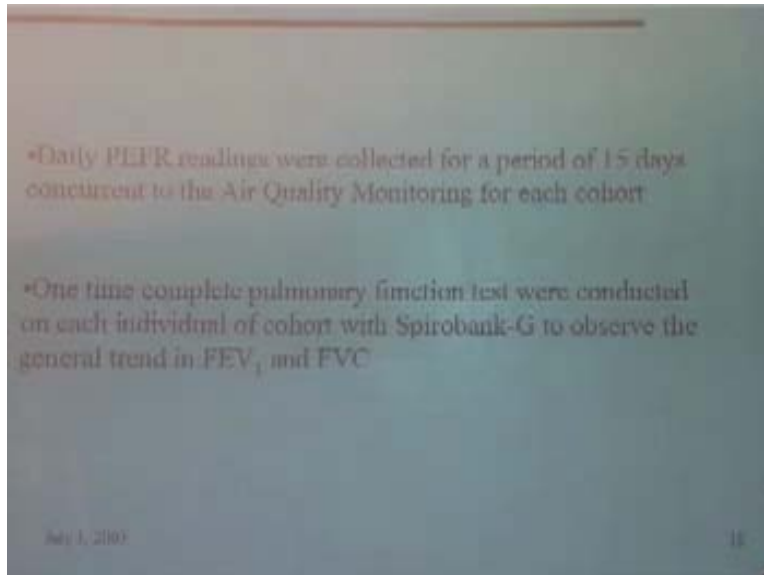 •Daily PEFR readings were collected for a period of 15 days
concurrent to the Air Quality Monitoring for each cohort
•One time complete pulmonary function test were conducted
on each individual of cohort with Spirobank-G to observe the
general trend in FEV1 and FVC
July 1,